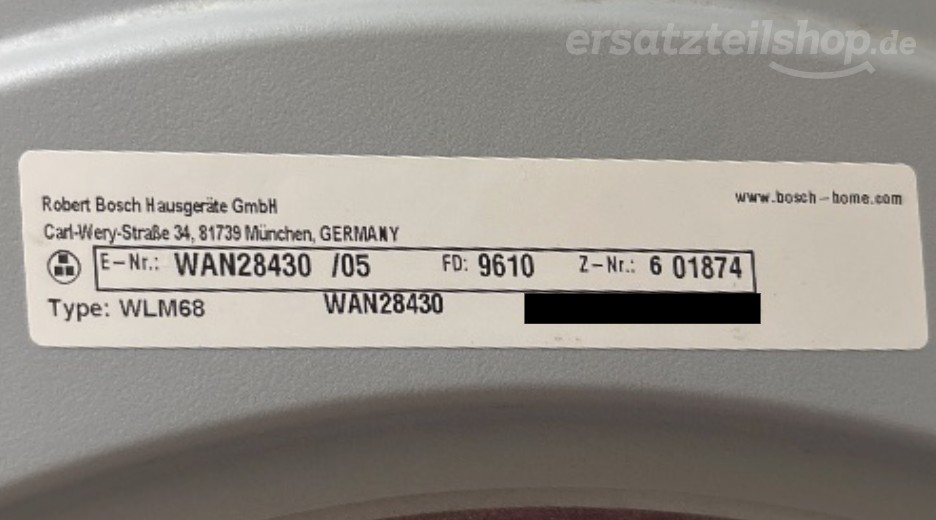 ersatzteilshop.de
www.bosch-home.com
Robert Bosch Hausgeräte GmbH
Carl-Wery-Straße 34, 81739 München, GERMANY
E-Nr.: WAN28430 /05 FD: 9610 Z-Nr.: 6 01874
Type: WLM68 WAN28430